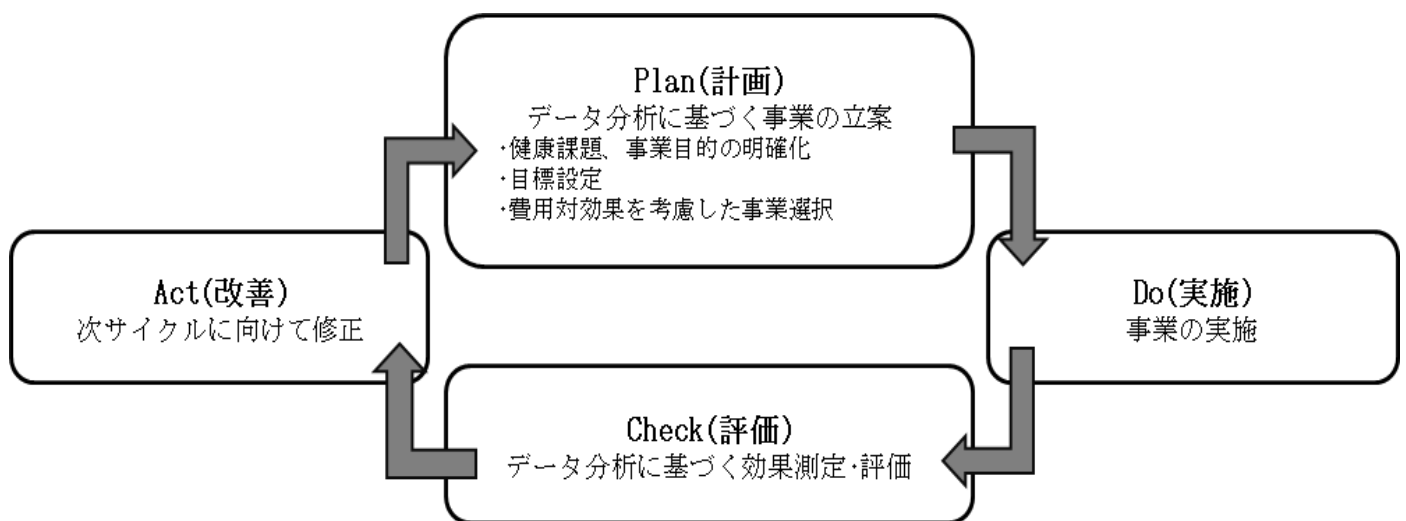 Plan(計画)
データ分析に基づく事業の立案
・健康課題、事業目的の明確化
・目標設定
・費用対効果を考慮した事業選択
Do(実施)
事業の実施
Check(評価)
データ分析に基づく効果測定・評価
Act(改善)
次サイクルに向けて修正